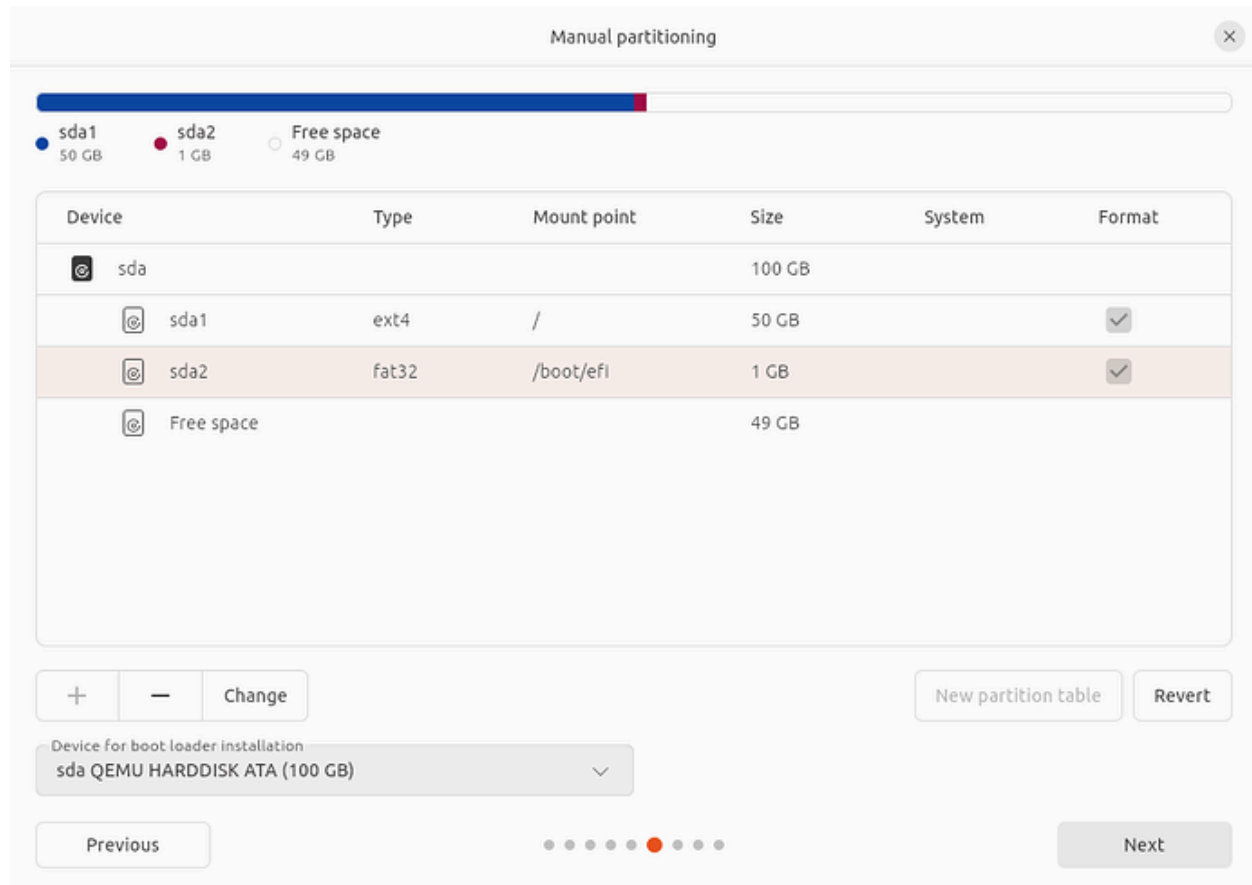 Manual partitioning
sda1
50 GB
sda2
1 GB
Free space
49 GB
Device Type Mount point Size System Format
sda 100 GB
sda1 ext4 / 50 GB
sda2 fat32 /boot/efi 1 GB
Free space 49 GB
+ − Change New partition table Revert
Device for boot loader installation
sda QEMU HARDDISK ATA (100 GB)
Previous Next